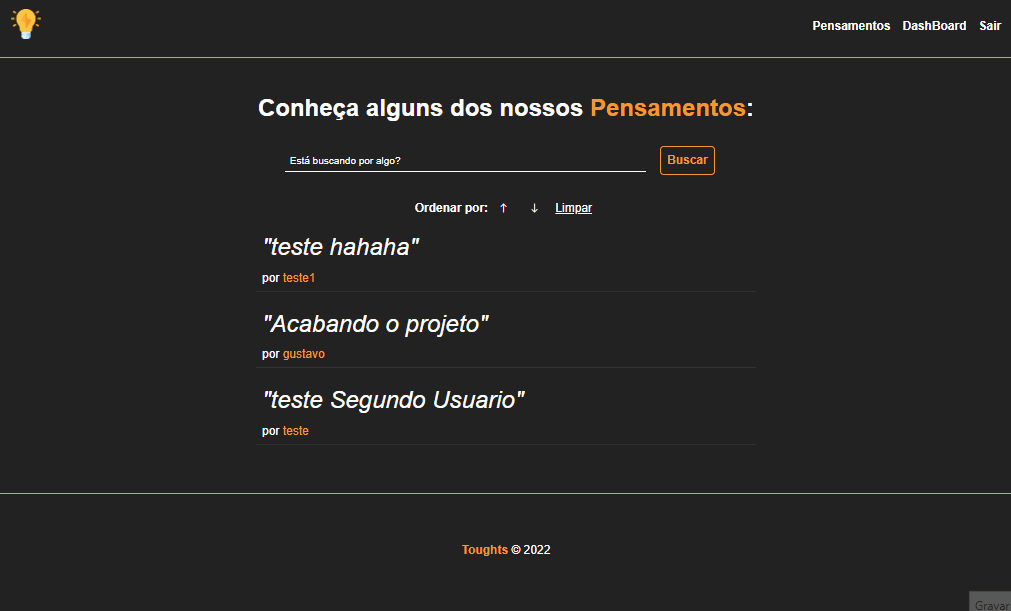 Pensamentos DashBoard Sair
Conheça alguns dos nossos Pensamentos:
Está buscando por algo? Buscar
Ordenar por: ↑ ↓ Limpar
"teste hahaha"
por teste1
"Acabando o projeto"
por gustavo
"teste Segundo Usuario"
por teste
Toughts © 2022
Gravar